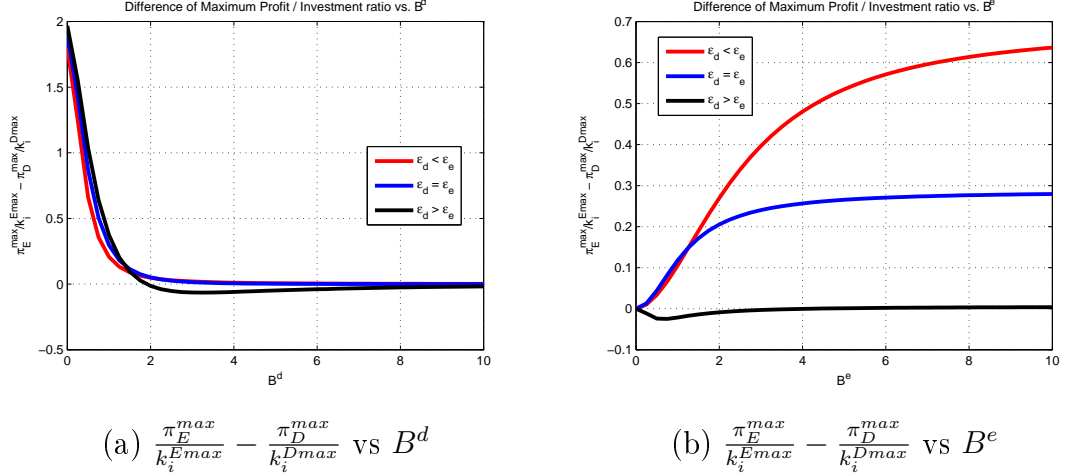 Difference of Maximum Profit / Investment ratio vs. B^d
2
1.5
1
0.5
0
−0.5
π_E^max/k_i^Emax − π_D^max/k_i^Dmax
ε_d < ε_e
ε_d = ε_e
ε_d > ε_e
0 2 4 6 8 10
B^d
(a) π_E^max/k_i^Emax − π_D^max/k_i^Dmax vs B^d
Difference of Maximum Profit / Investment ratio vs. B^e
0.7
0.6
0.5
0.4
0.3
0.2
0.1
0
−0.1
π_E^max/k_i^Emax − π_D^max/k_i^Dmax
ε_d < ε_e
ε_d = ε_e
ε_d > ε_e
0 2 4 6 8 10
B^e
(b) π_E^max/k_i^Emax − π_D^max/k_i^Dmax vs B^e